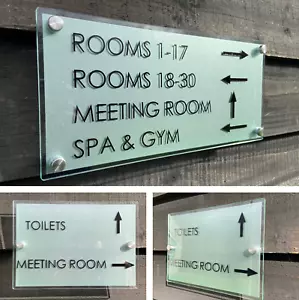 ROOMS 1-17 →
ROOMS 18-30 ←
MEETING ROOM ↑
SPA & GYM ←
TOILETS ↑
MEETING ROOM →
TOILETS ↑
MEETING ROOM →